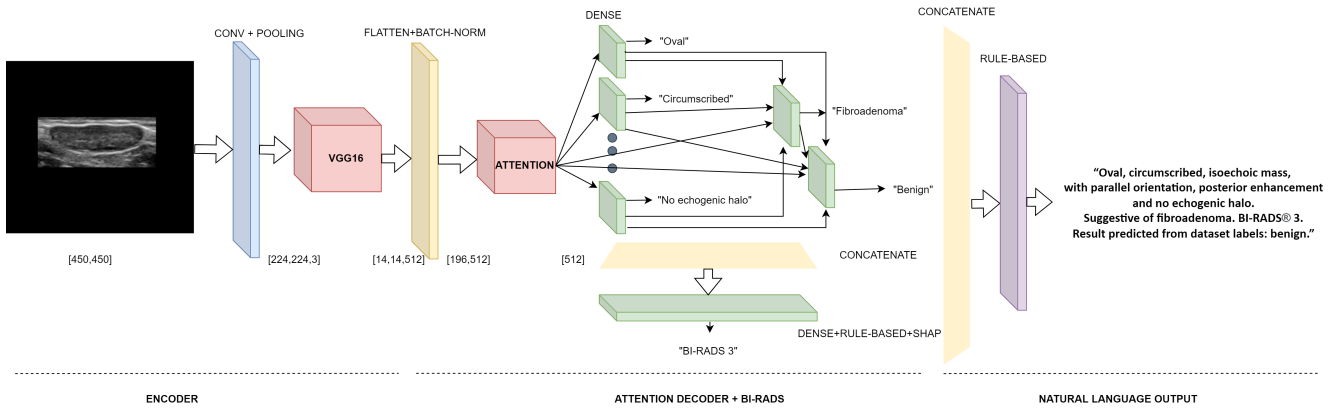 CONV + POOLING
FLATTEN+BATCH-NORM
DENSE
CONCATENATE
RULE-BASED
"Oval"
"Circumscribed"
"Fibroadenoma"
VGG16
ATTENTION
"No echogenic halo"
"Benign"
“Oval, circumscribed, isoechoic mass,
with parallel orientation, posterior enhancement
and no echogenic halo.
Suggestive of fibroadenoma. BI-RADS® 3.
Result predicted from dataset labels: benign.”
[450,450]
[224,224,3]
[14,14,512]
[196,512]
[512]
CONCATENATE
DENSE+RULE-BASED+SHAP
"BI-RADS 3"
ENCODER
ATTENTION DECODER + BI-RADS
NATURAL LANGUAGE OUTPUT